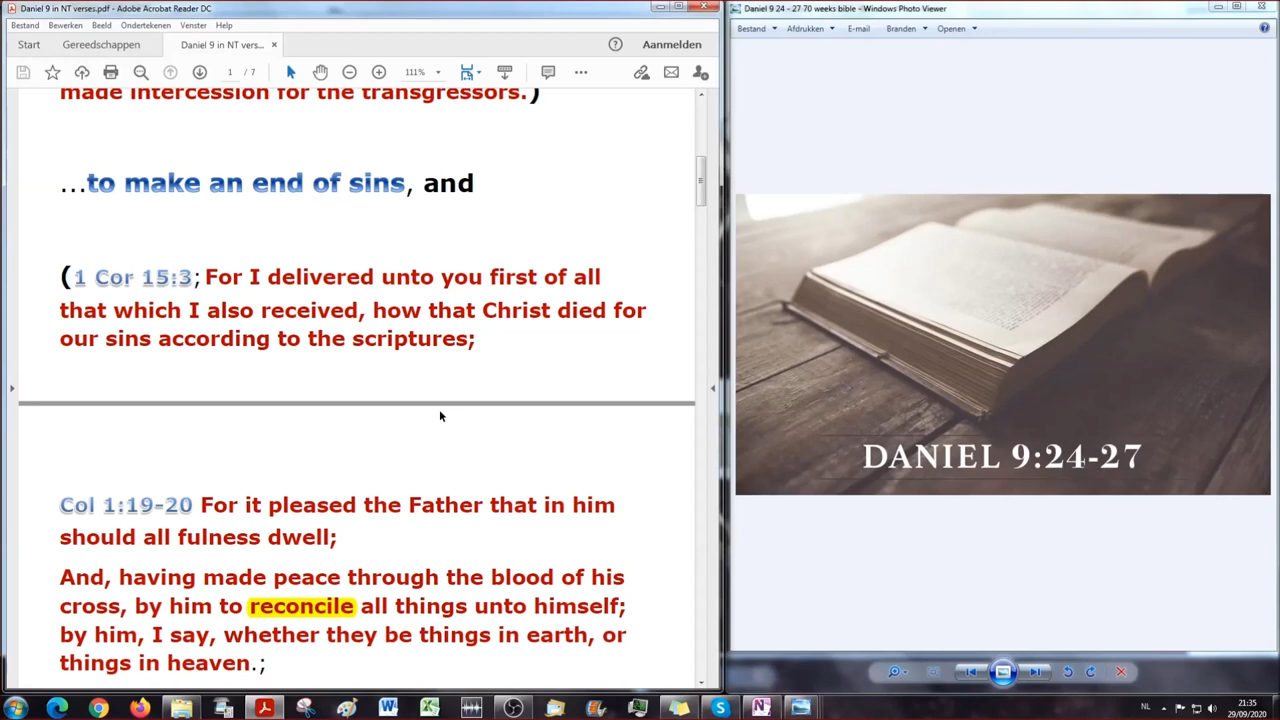 Daniel 9 in NT verses.pdf - Adobe Acrobat Reader DC
Bestand Bewerken Beeld Ondertekenen Venster Help
Start Gereedschappen Daniel 9 in NT vers... × Aanmelden
1 / 7 111%
made intercession for the transgressors.)
...to make an end of sins, and
(1 Cor 15:3; For I delivered unto you first of all
that which I also received, how that Christ died for
our sins according to the scriptures;
Col 1:19-20 For it pleased the Father that in him
should all fulness dwell;
And, having made peace through the blood of his
cross, by him to reconcile all things unto himself;
by him, I say, whether they be things in earth, or
things in heaven.;
Daniel 9 24 - 27 70 weeks bible - Windows Photo Viewer
Bestand Afdrukken E-mail Branden Openen
DANIEL 9:24-27
NL 21:35
29/09/2020